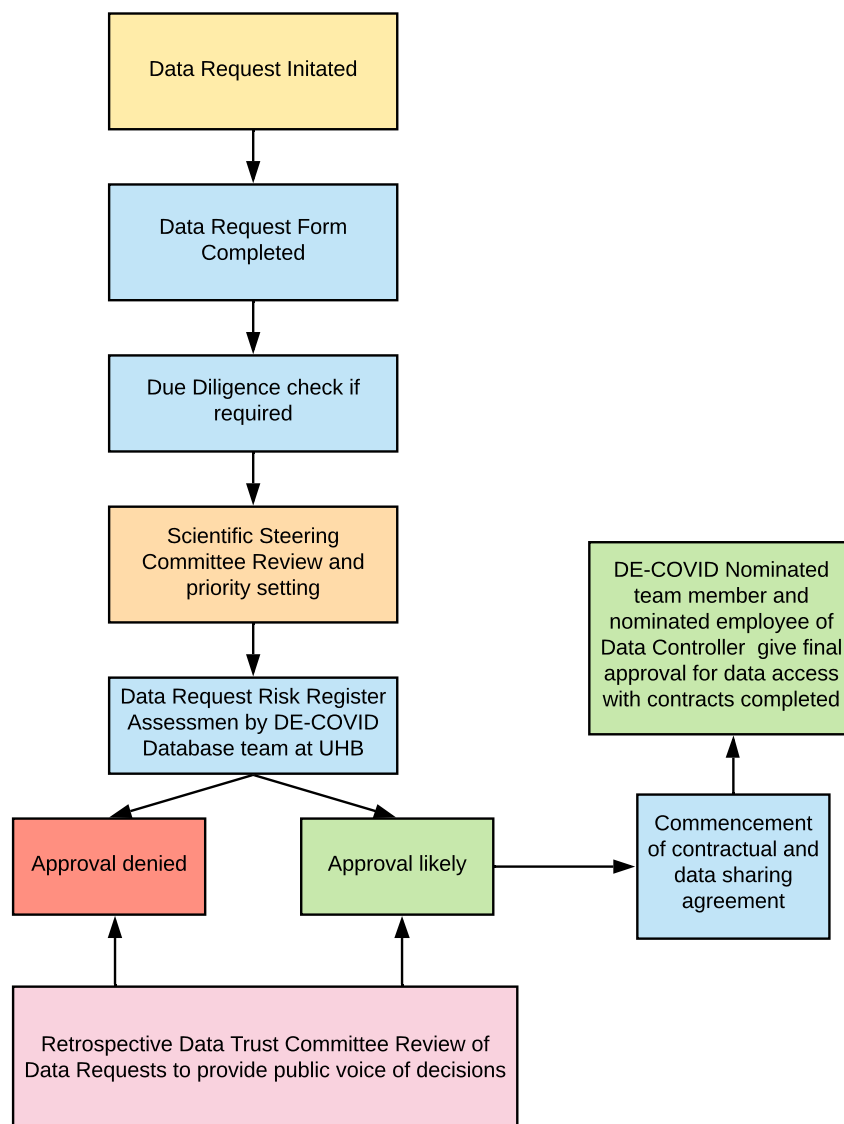 Data Request Initated
Data Request Form
Completed
Due Diligence check if
required
Scientific Steering
Committee Review and
priority setting
Data Request Risk Register
Assessmen by DE-COVID
Database team at UHB
Approval denied
Approval likely
Commencement
of contractual and
data sharing
agreement
DE-COVID Nominated
team member and
nominated employee of
Data Controller  give final
approval for data access
with contracts completed
Retrospective Data Trust Committee Review of
Data Requests to provide public voice of decisions